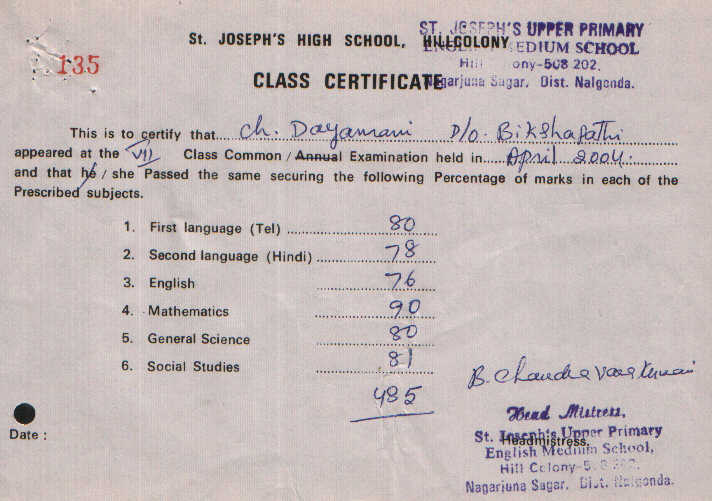 135
St. JOSEPH'S HIGH SCHOOL, HILLCOLONY
ST. JOSEPH'S UPPER PRIMARY
ENGLISH MEDIUM SCHOOL
Hill Colony-508 202.
Nagarjuna Sagar, Dist. Nalgonda.
CLASS CERTIFICATE
This is to certify that Ch. Dayamani D/o. Bikshapathi
appeared at the VII Class Common / Annual Examination held in April 2004.
and that he / she Passed the same securing the following Percentage of marks in each of the
Prescribed subjects.
1. First language (Tel) 80
2. Second language (Hindi) 78
3. English 76
4. Mathematics 90
5. General Science 80
6. Social Studies 81
485
B. Chandra
Head Mistress,
St. Joseph's Upper Primary
Headmistress.
English Medium School,
Hill Colony-508 202.
Nagarjuna Sagar, Dist. Nalgonda.
Date :